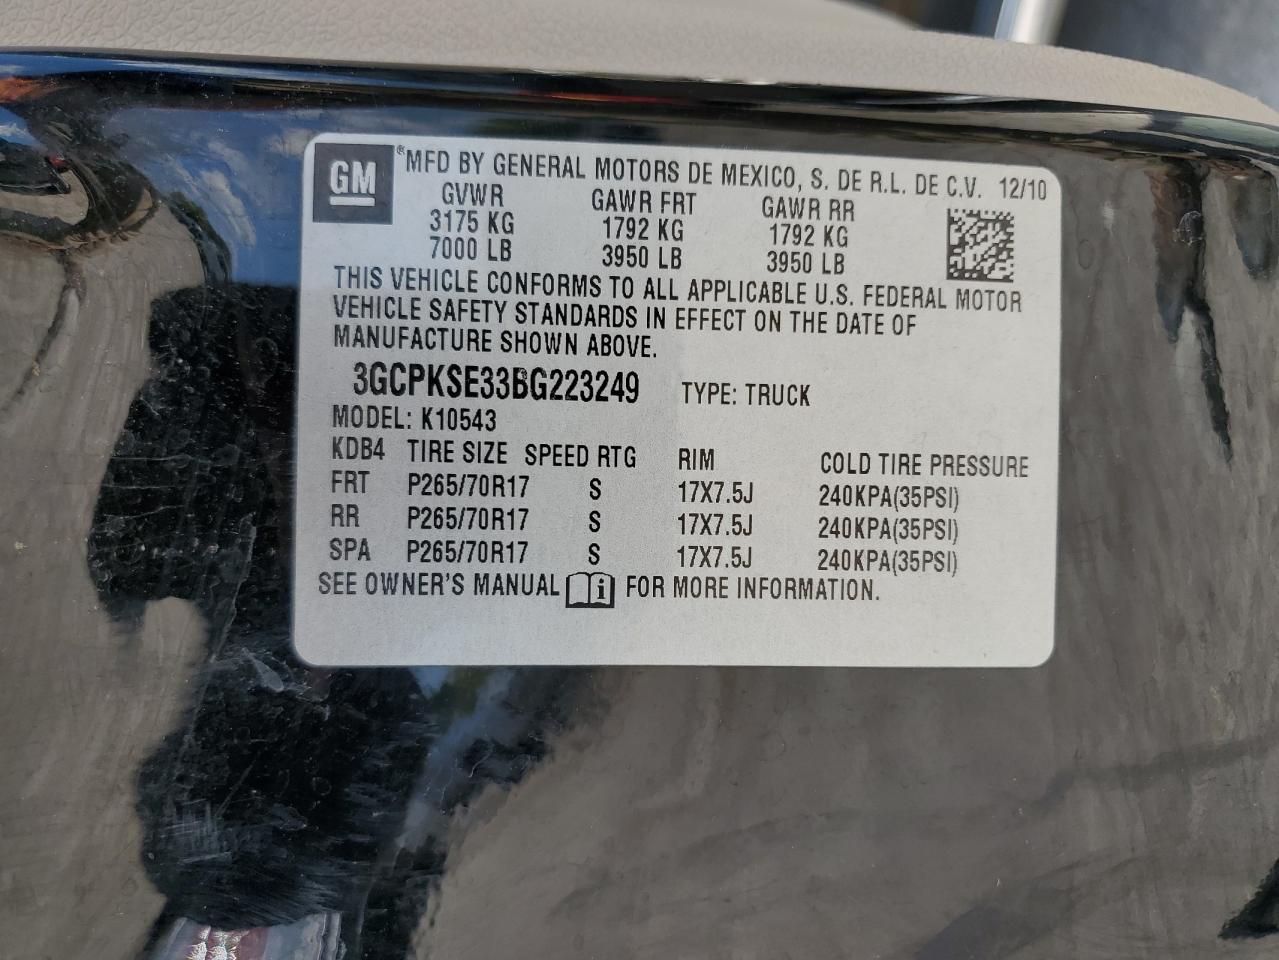 GM
®MFD BY GENERAL MOTORS DE MEXICO, S. DE R.L. DE C.V. 12/10
GVWR GAWR FRT GAWR RR
3175 KG 1792 KG 1792 KG
7000 LB 3950 LB 3950 LB
THIS VEHICLE CONFORMS TO ALL APPLICABLE U.S. FEDERAL MOTOR
VEHICLE SAFETY STANDARDS IN EFFECT ON THE DATE OF
MANUFACTURE SHOWN ABOVE.
3GCPKSE33BG223249 TYPE: TRUCK
MODEL: K10543
KDB4 TIRE SIZE SPEED RTG RIM COLD TIRE PRESSURE
FRT P265/70R17 S 17X7.5J 240KPA(35PSI)
RR P265/70R17 S 17X7.5J 240KPA(35PSI)
SPA P265/70R17 S 17X7.5J 240KPA(35PSI)
SEE OWNER'S MANUAL i FOR MORE INFORMATION.